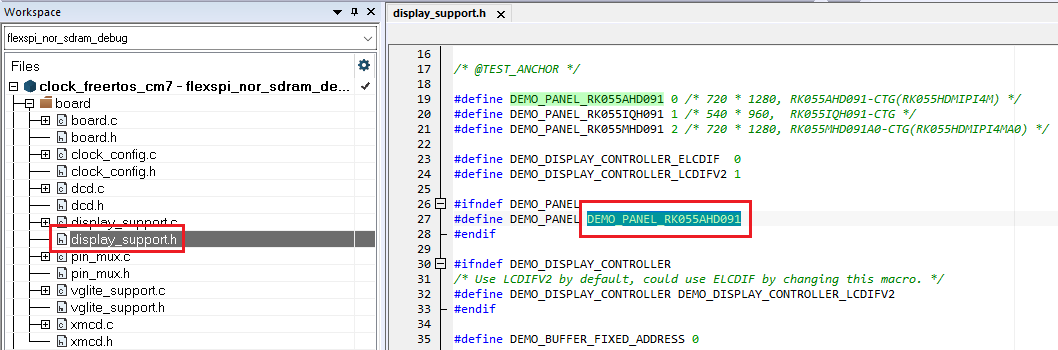 Workspace
flexspi_nor_sdram_debug
Files
clock_freertos_cm7 - flexspi_nor_sdram_de...
board
board.c
board.h
clock_config.c
clock_config.h
dcd.c
dcd.h
display_support.c
display_support.h
pin_mux.c
pin_mux.h
vglite_support.c
vglite_support.h
xmcd.c
xmcd.h
display_support.h
16
17 /* @TEST_ANCHOR */
18
19 #define DEMO_PANEL_RK055AHD091 0 /* 720 * 1280, RK055AHD091-CTG(RK055HDMIPI4M) */
20 #define DEMO_PANEL_RK055IQH091 1 /* 540 * 960,  RK055IQH091-CTG */
21 #define DEMO_PANEL_RK055MHD091 2 /* 720 * 1280, RK055MHD091A0-CTG(RK055HDMIPI4MA0) */
22
23 #define DEMO_DISPLAY_CONTROLLER_ELCDIF  0
24 #define DEMO_DISPLAY_CONTROLLER_LCDIFV2 1
25
26 #ifndef DEMO_PANEL
27 #define DEMO_PANEL DEMO_PANEL_RK055AHD091
28 #endif
29
30 #ifndef DEMO_DISPLAY_CONTROLLER
31 /* Use LCDIFV2 by default, could use ELCDIF by changing this macro. */
32 #define DEMO_DISPLAY_CONTROLLER DEMO_DISPLAY_CONTROLLER_LCDIFV2
33 #endif
34
35 #define DEMO_BUFFER_FIXED_ADDRESS 0